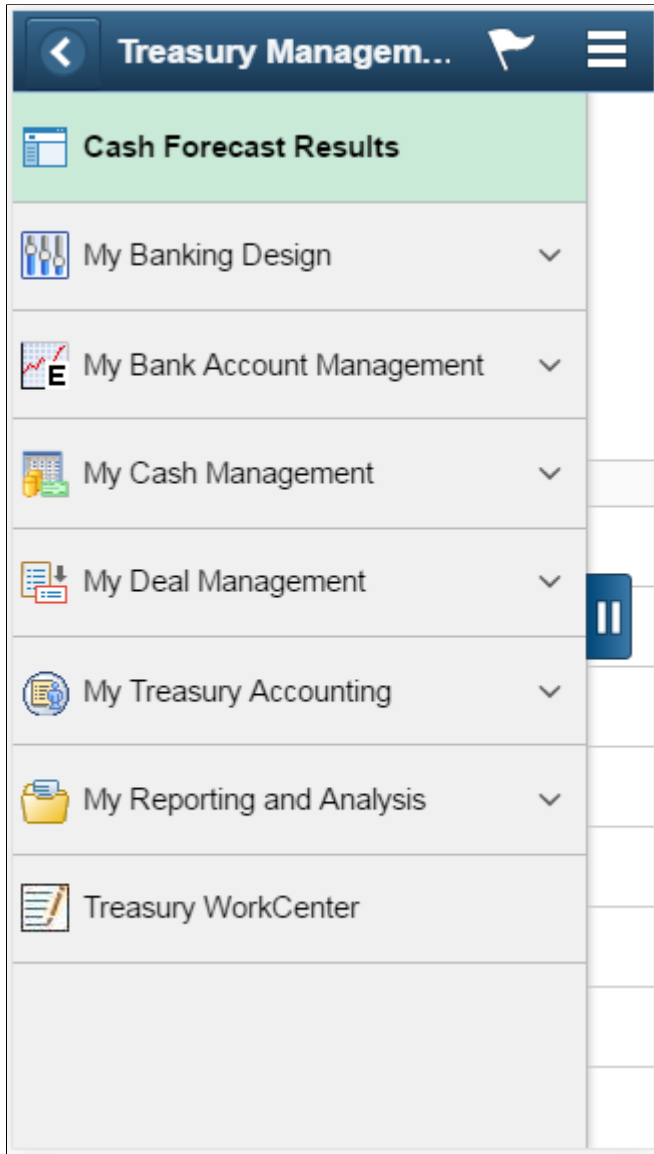 Treasury Managem...
Cash Forecast Results
My Banking Design
My Bank Account Management
E
My Cash Management
My Deal Management
My Treasury Accounting
My Reporting and Analysis
Treasury WorkCenter